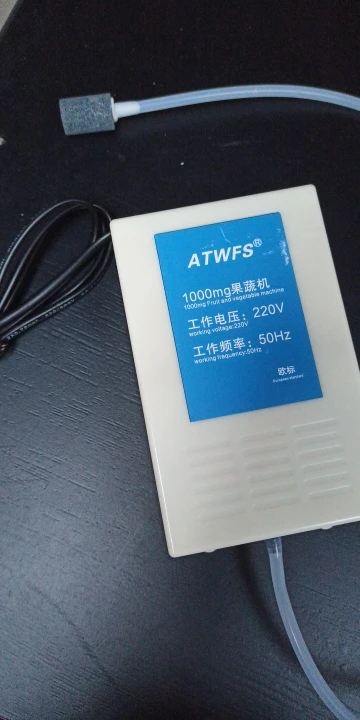 ATWFS®
1000mg果蔬机
1000mg Fruit and vegetable machine
工作电压：220V
working voltage:220V
工作频率：50Hz
working frequency:50Hz
欧标
European standard